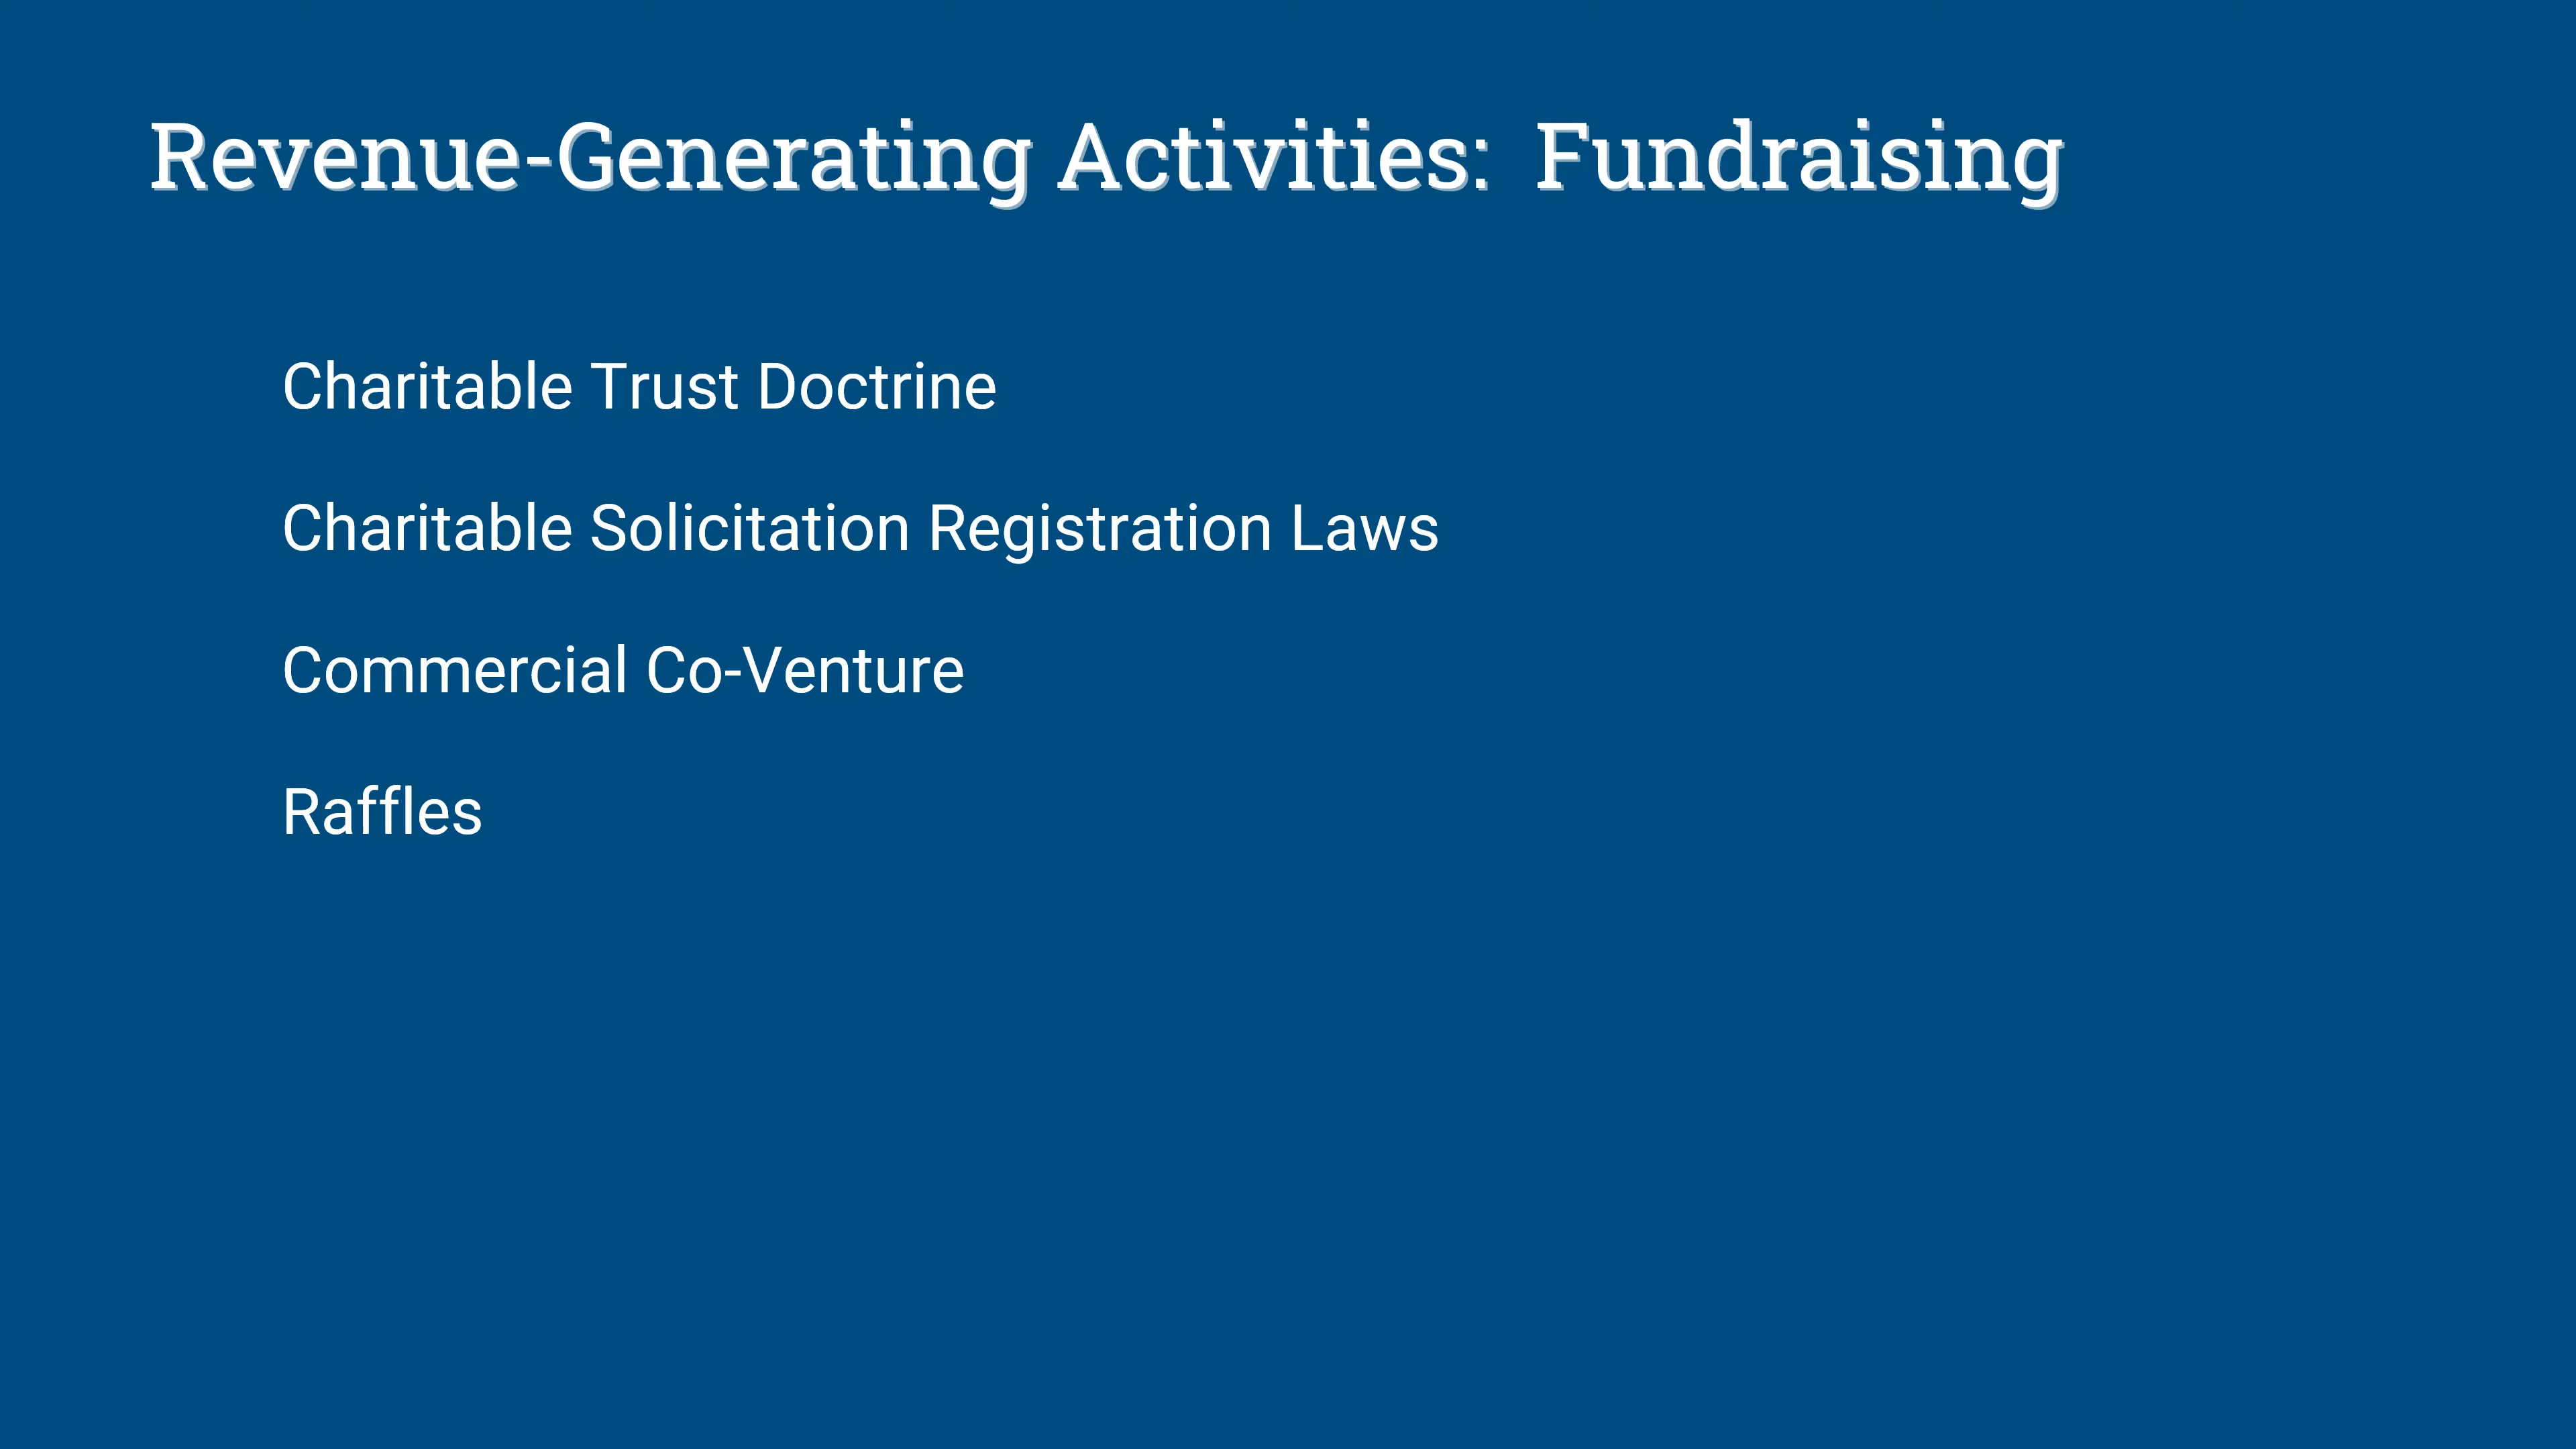 Revenue-Generating Activities:  Fundraising
Charitable Trust Doctrine
Charitable Solicitation Registration Laws
Commercial Co-Venture
Raffles